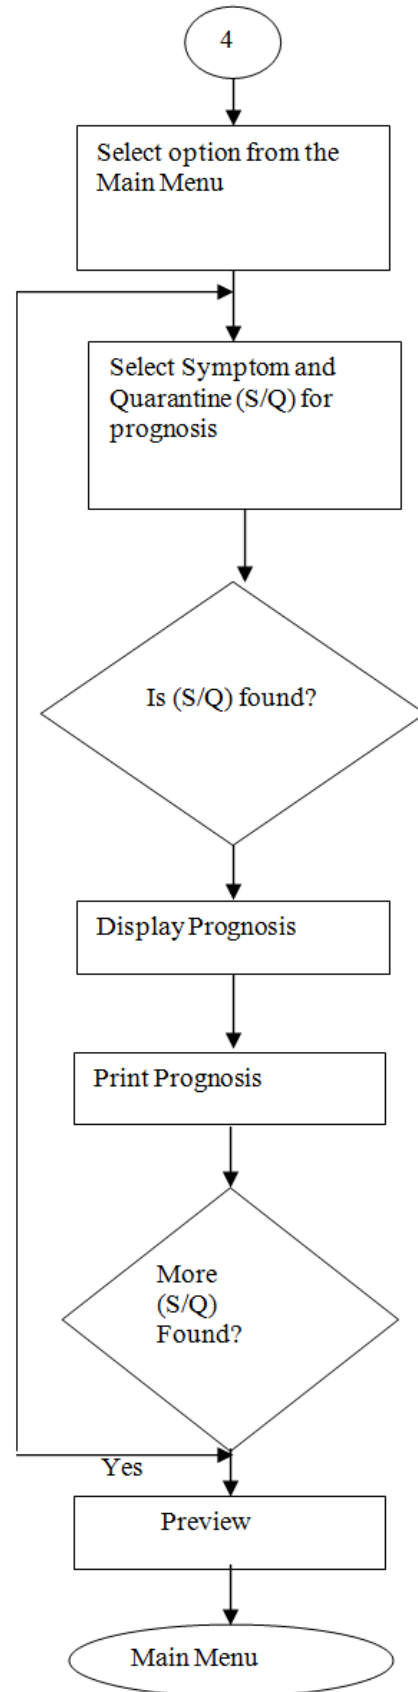 4
Select option from the
Main Menu
Select Symptom and
Quarantine (S/Q) for
prognosis
Is (S/Q) found?
Display Prognosis
Print Prognosis
More
(S/Q)
Found?
Yes
Preview
Main Menu